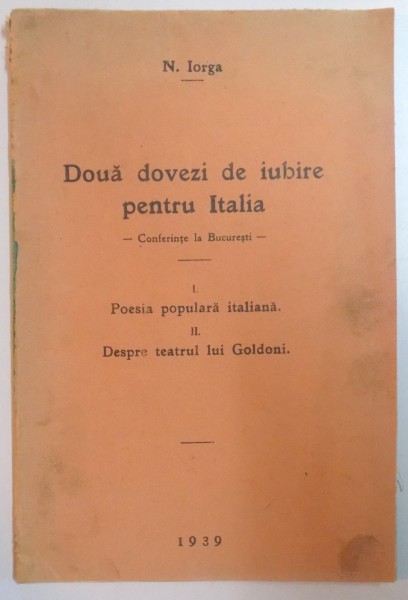 N. Iorga
Două dovezi de iubire
pentru Italia
— Conferințe la București —
I.
Poesia populară italiană.
II.
Despre teatrul lui Goldoni.
1939